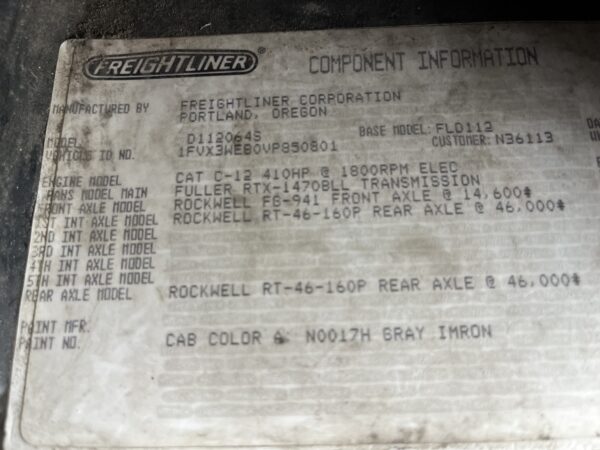 FREIGHTLINER® COMPONENT INFORMATION
MANUFACTURED BY FREIGHTLINER CORPORATION
PORTLAND, OREGON
MODEL D112064S BASE MODEL: FLD112 DA
VEHICLE ID NO. 1FVX3WEB0VP850801 CUSTOMER: N36113
ENGINE MODEL CAT C-12 410HP @ 1800RPM ELEC
TRANS MODEL MAIN FULLER RTX-14708LL TRANSMISSION
FRONT AXLE MODEL ROCKWELL FG-941 FRONT AXLE @ 14,600#
1ST INT AXLE MODEL ROCKWELL RT-46-160P REAR AXLE @ 46,000#
2ND INT AXLE MODEL
3RD INT AXLE MODEL
4TH INT AXLE MODEL
5TH INT AXLE MODEL
REAR AXLE MODEL ROCKWELL RT-46-160P REAR AXLE @ 46,000#
PAINT MFR.
PAINT NO. CAB COLOR A N0017H GRAY IMRON